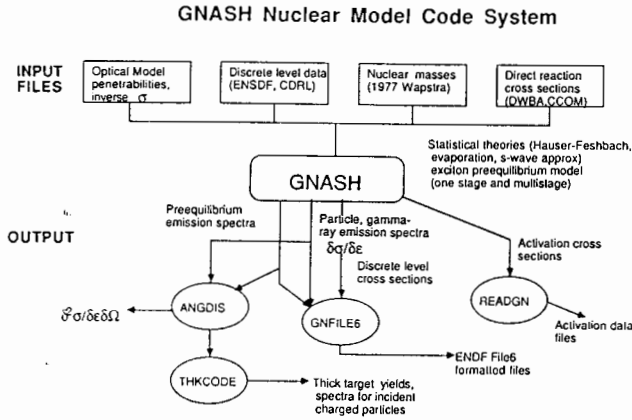 GNASH Nuclear Model Code System
INPUT
FILES
Optical Model
penetrabilities,
inverse σ
Discrete level data
(ENSDF, CDRL)
Nuclear masses
(1977 Wapstra)
Direct reaction
cross sections
(DWBA,CCOM)
Statistical theories (Hauser-Feshbach,
evaporation, s-wave approx)
exciton preequilibrium model
(one stage and multistage)
GNASH
OUTPUT
Preequilibrium
emission spectra
Particle, gamma-
ray emission spectra
δσ/δε
Discrete level
cross sections
Activation cross
sections
ANGDIS
GNFILE6
READGN
∂²σ/δεδΩ
Activation data
files
THKCODE
ENDF File6
formatted files
Thick target yields,
spectra for incident
charged particles